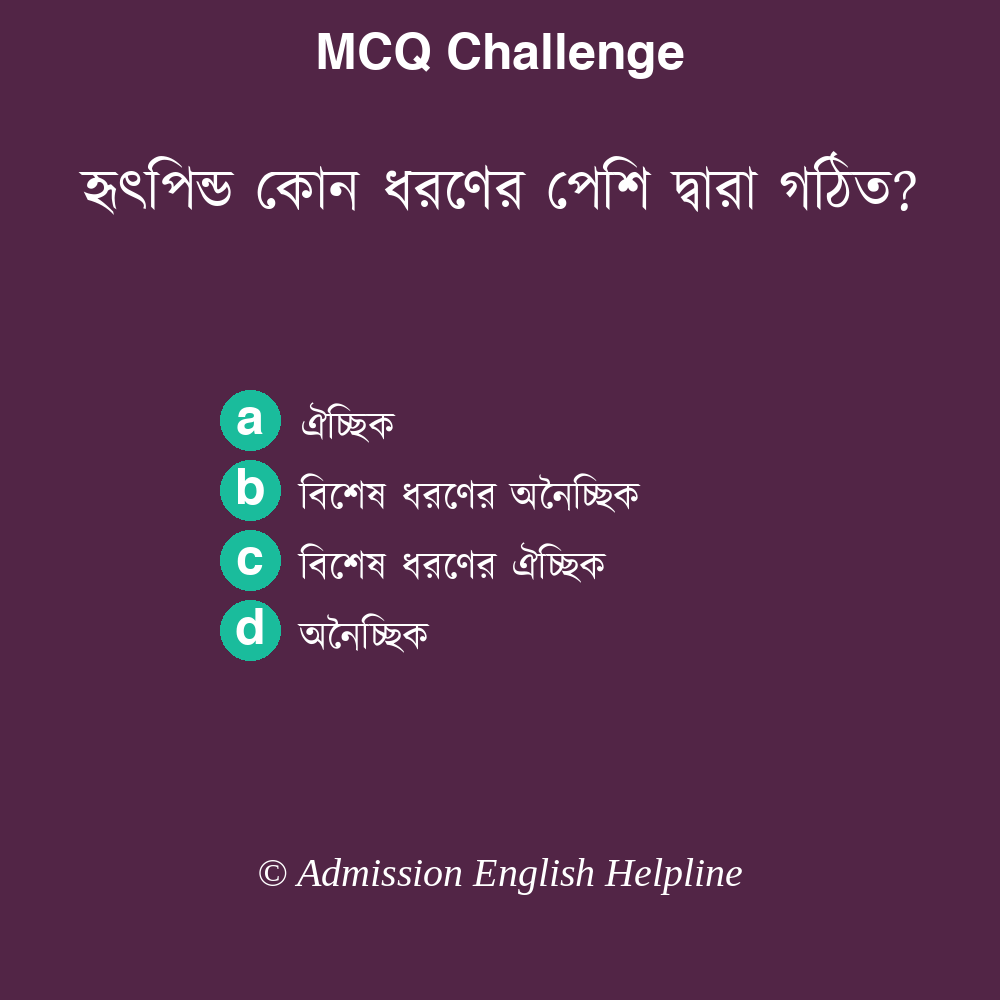 MCQ Challenge
হৃৎপিন্ড কোন ধরণের পেশি দ্বারা গঠিত?
a ঐচ্ছিক
b বিশেষ ধরণের অনৈচ্ছিক
c বিশেষ ধরণের ঐচ্ছিক
d অনৈচ্ছিক
© Admission English Helpline